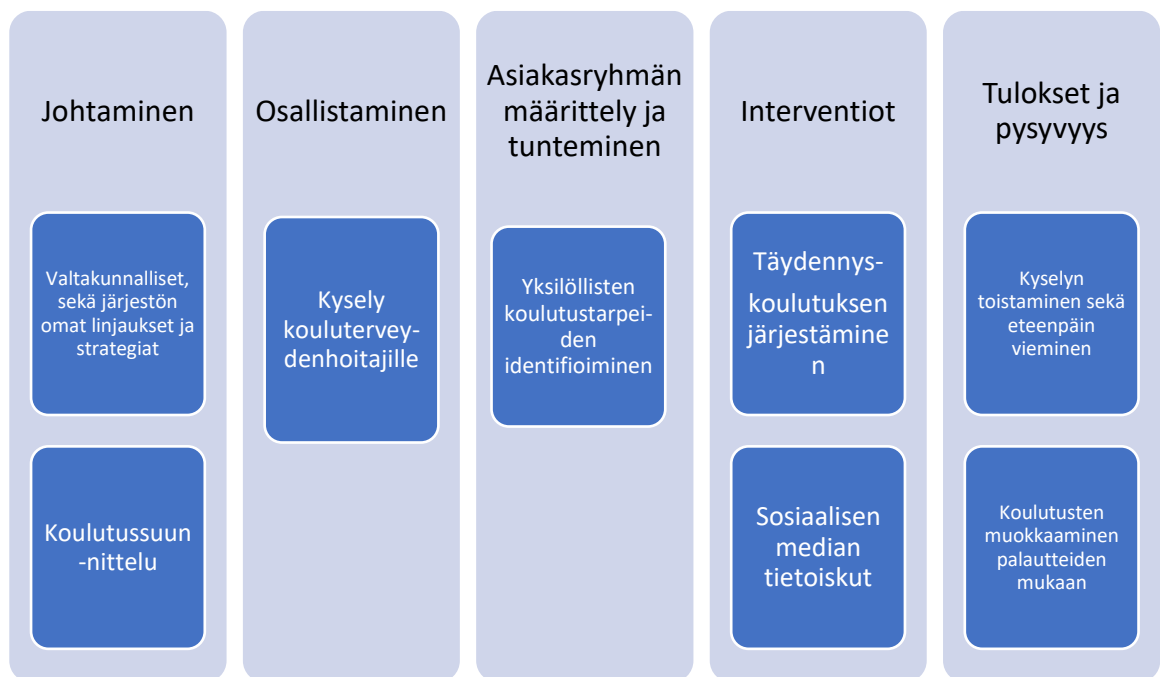 Johtaminen
Valtakunnalliset,
sekä järjestön
omat linjaukset ja
strategiat
Koulutussuun
-nittelu
Osallistaminen
Kysely
koulutervey-
denhoitajille
Asiakasryhmän
määrittely ja
tunteminen
Yksilöllisten
koulutustarpei-
den
identifioiminen
Interventiot
Täydennys-
koulutuksen
järjestämine
n
Sosiaalisen
median
tietoiskut
Tulokset ja
pysyvyys
Kyselyn
toistaminen sekä
eteenpäin
vieminen
Koulutusten
muokkaaminen
palautteiden
mukaan